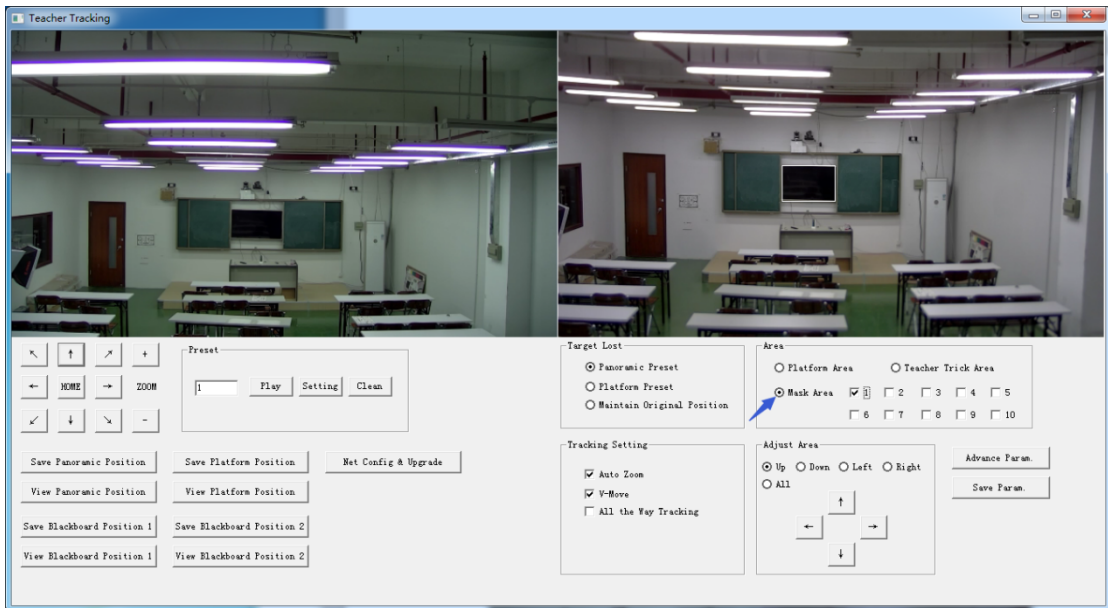 Teacher Tracking
↖ ↑ ↗ +
← HOME → ZOOM
↙ ↓ ↘ -
Preset
1 Play Setting Clean
Save Panoramic Position Save Platform Position Net Config & Upgrade
View Panoramic Position View Platform Position
Save Blackboard Position 1 Save Blackboard Position 2
View Blackboard Position 1 View Blackboard Position 2
Target Lost
Panoramic Preset
Platform Preset
Maintain Original Position
Area
Platform Area Teacher Trick Area
Mask Area 1 2 3 4 5
6 7 8 9 10
Tracking Setting
Auto Zoom
V-Move
All the Way Tracking
Adjust Area
Up Down Left Right
All
↑
← →
↓
Advance Param.
Save Param.